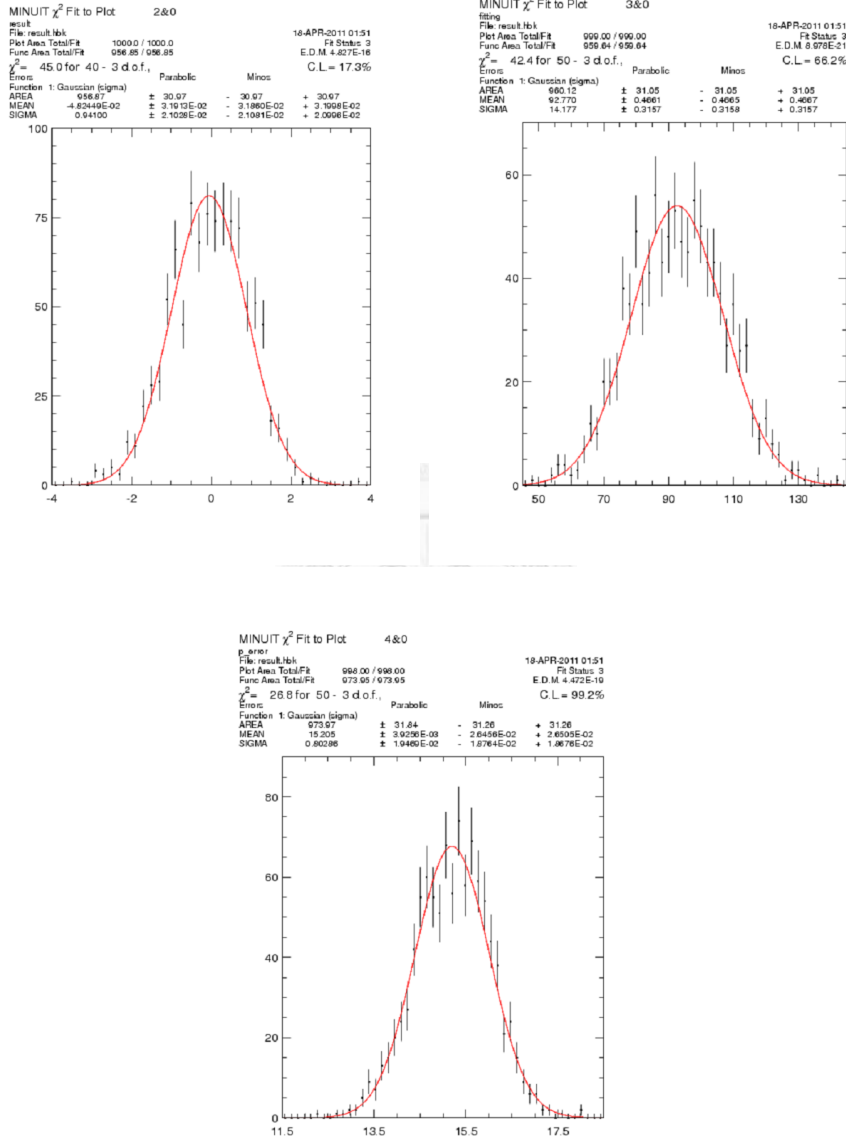 MINUIT χ² Fit to Plot 2&0
result
File: result.hbk 18-APR-2011 01:51
Plot Area Total/Fit 1000.0 / 1000.0 Fit Status 3
Func Area Total/Fit 956.85 / 956.85 E.D.M. 4.827E-16
χ² = 45.0 for 40 - 3 d.o.f., C.L. = 17.3%
Errors Parabolic Minos
Function 1: Gaussian (sigma)
AREA 956.87 ± 30.97 - 30.97 + 30.97
MEAN -4.82449E-02 ± 3.1913E-02 - 3.1860E-02 + 3.1998E-02
SIGMA 0.94100 ± 2.1028E-02 - 2.1081E-02 + 2.0996E-02
100
75
50
25
0
-4 -2 0 2 4
MINUIT χ² Fit to Plot 3&0
fitting
File: result.hbk 18-APR-2011 01:51
Plot Area Total/Fit 999.00 / 999.00 Fit Status 3
Func Area Total/Fit 959.64 / 959.64 E.D.M. 8.978E-21
χ² = 42.4 for 50 - 3 d.o.f., C.L. = 66.2%
Errors Parabolic Minos
Function 1: Gaussian (sigma)
AREA 960.12 ± 31.05 - 31.05 + 31.05
MEAN 92.770 ± 0.4661 - 0.4665 + 0.4667
SIGMA 14.177 ± 0.3157 - 0.3158 + 0.3157
60
40
20
0
50 70 90 110 130
MINUIT χ² Fit to Plot 4&0
p_error
File: result.hbk 18-APR-2011 01:51
Plot Area Total/Fit 998.00 / 998.00 Fit Status 3
Func Area Total/Fit 973.95 / 973.95 E.D.M. 4.472E-19
χ² = 26.8 for 50 - 3 d.o.f., C.L. = 99.2%
Errors Parabolic Minos
Function 1: Gaussian (sigma)
AREA 973.97 ± 31.84 - 31.26 + 31.26
MEAN 15.205 ± 3.9256E-03 - 2.6456E-02 + 2.6505E-02
SIGMA 0.80286 ± 1.9469E-02 - 1.8764E-02 + 1.8676E-02
80
60
40
20
0
11.5 13.5 15.5 17.5